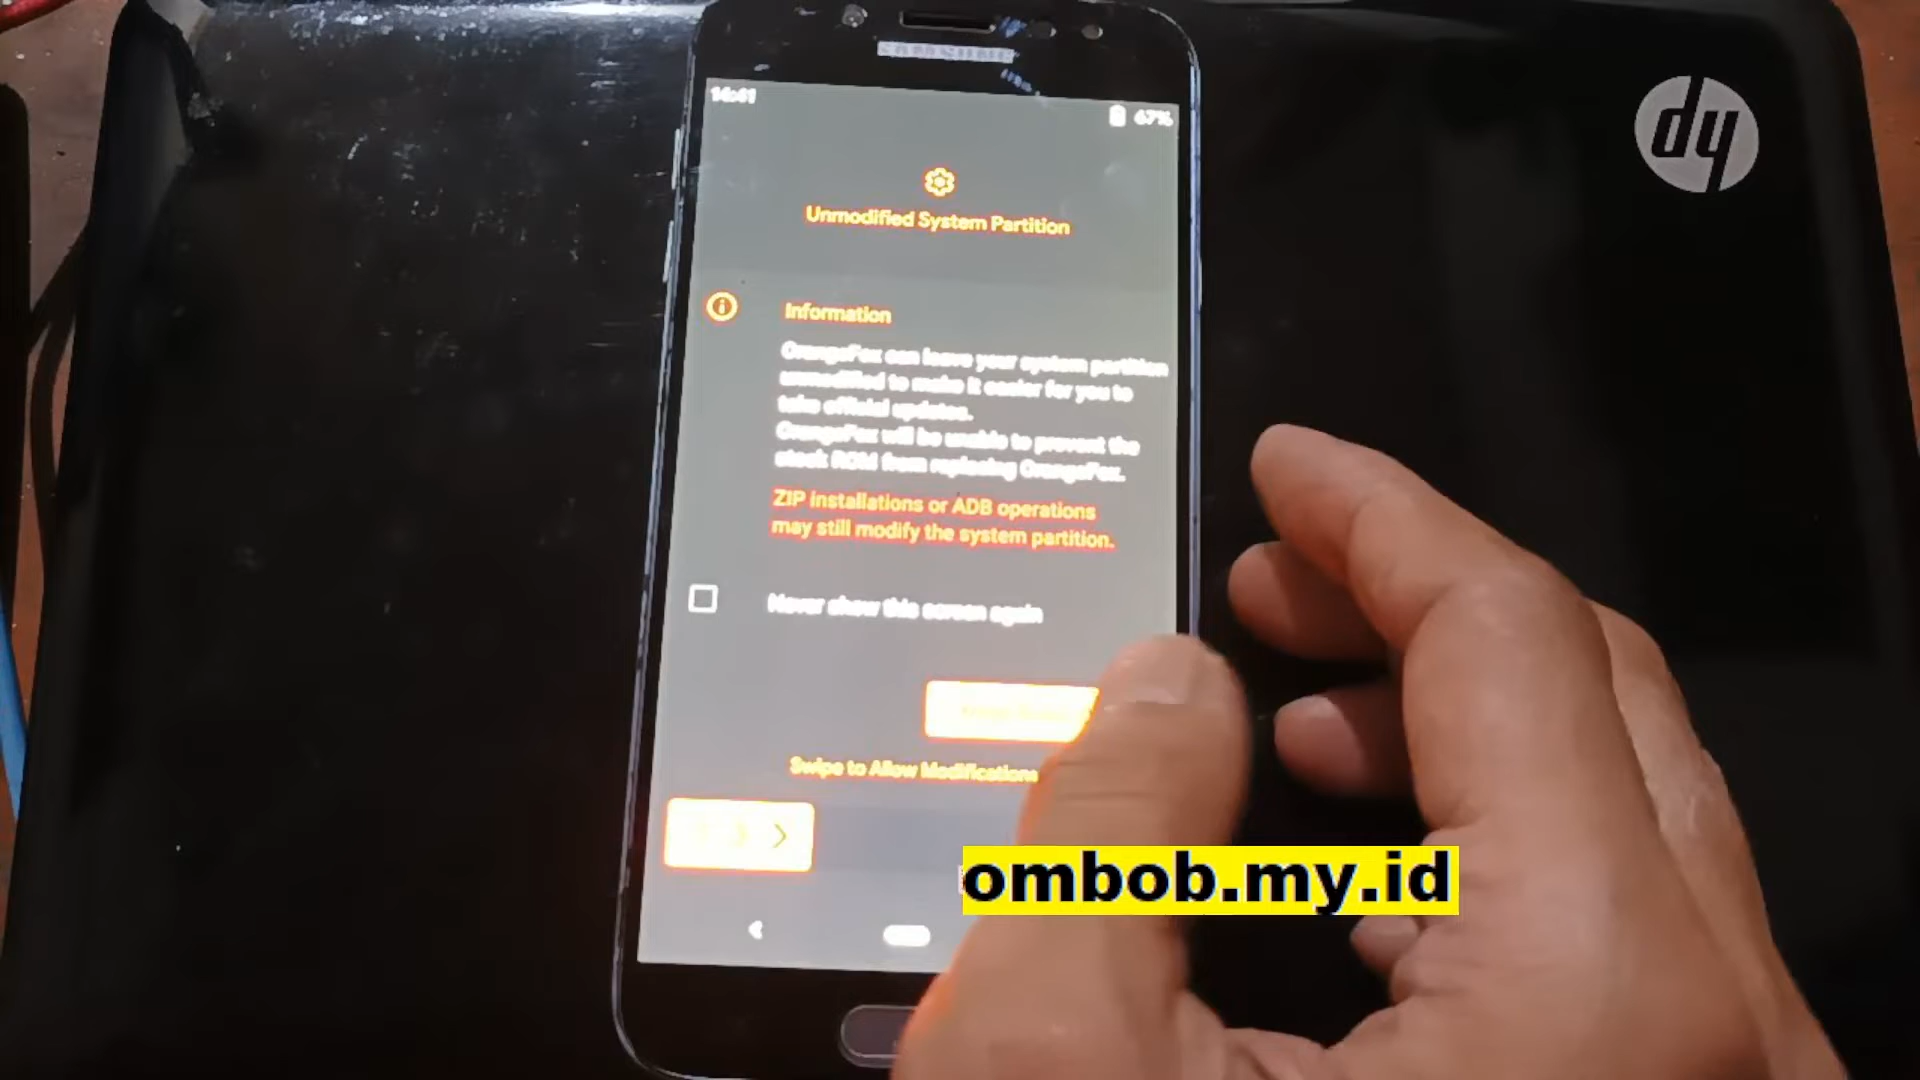 SAMSUNG
14:41
67%
hp
Unmodified System Partition
Information
OrangeFox can leave your system partition
unmodified to make it easier for you to
take official updates.
OrangeFox will be unable to prevent the
stock ROM from replacing OrangeFox.
ZIP installations or ADB operations
may still modify the system partition.
Never show this screen again
Swipe to Allow Modifications
ombob.my.id